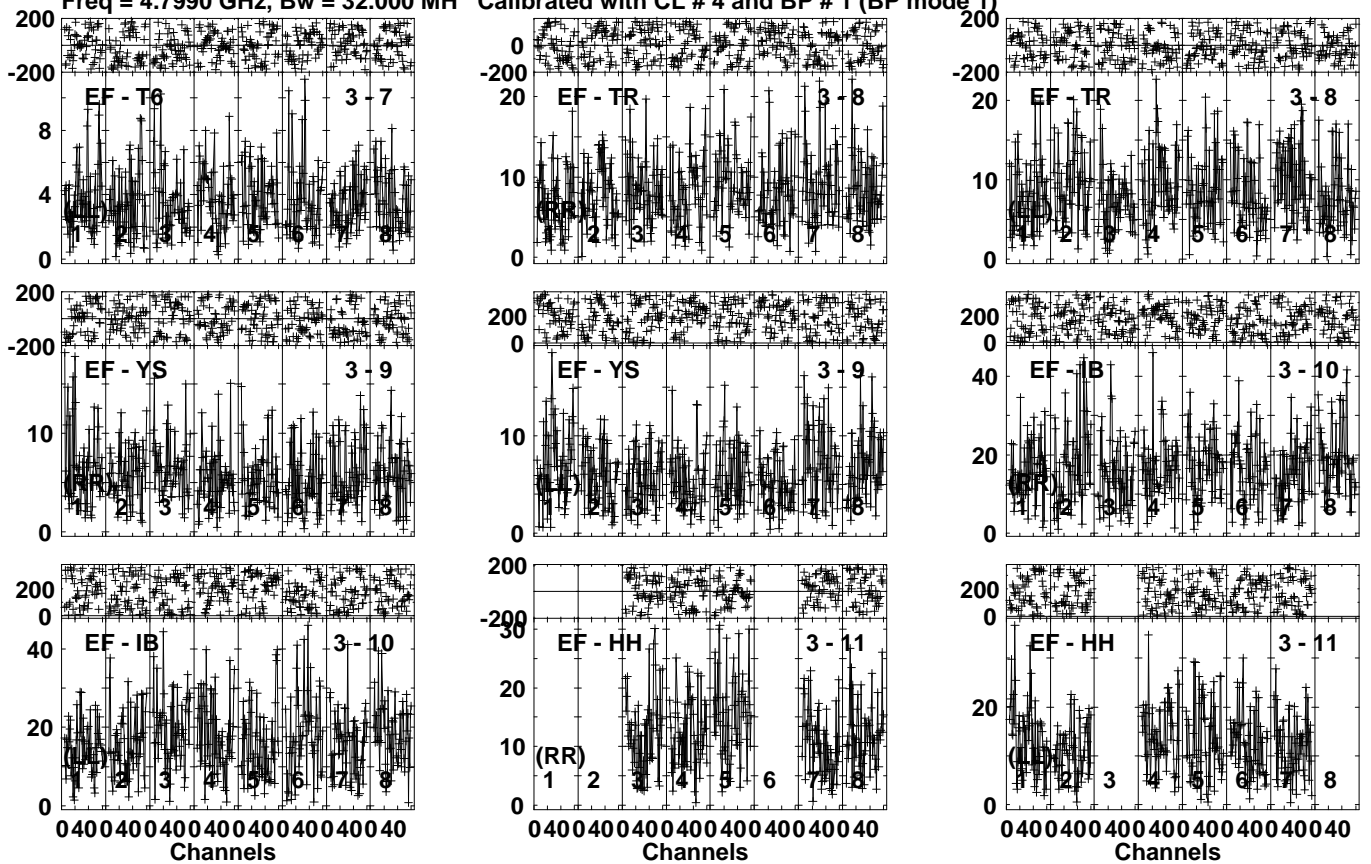 Freq = 4.7990 GHz, Bw = 32.000 MH Calibrated with CL # 4 and BP # 1 (BP mode 1)
200
-200
EF - T6 3 - 7
8
4
(LL)
1 2 3 4 5 6 7 8
0
200
0
-200
EF - TR 3 - 8
20
10
(RR)
1 2 3 4 5 6 7 8
0
200
-200
EF - TR 3 - 8
20
10
(LL)
1 2 3 4 5 6 7 8
0
200
-200
EF - YS 3 - 9
10
(RR)
1 2 3 4 5 6 7 8
0
200
0
EF - YS 3 - 9
10
(LL)
1 2 3 4 5 6 7 8
0
200
0
EF - IB 3 - 10
40
20
(RR)
1 2 3 4 5 6 7 8
0
200
0
EF - IB 3 - 10
40
20
(LL)
1 2 3 4 5 6 7 8
0
0 40 0 40 0 40 0 40 0 40 0 40 0 40 0 40
Channels
200
-200
30
EF - HH 3 - 11
20
10
(RR)
1 2 3 4 5 6 7 8
0
0 40 0 40 0 40 0 40 0 40 0 40 0 40 0 40
Channels
200
0
EF - HH 3 - 11
20
(LL)
1 2 3 4 5 6 7 8
0
0 40 0 40 0 40 0 40 0 40 0 40 0 40 0 40
Channels